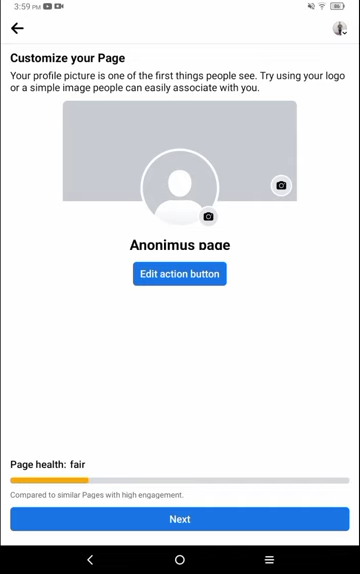 3:59 PM
Customize your Page
Your profile picture is one of the first things people see. Try using your logo
or a simple image people can easily associate with you.
Anonimus page
Edit action button
Page health: fair
Compared to similar Pages with high engagement.
Next